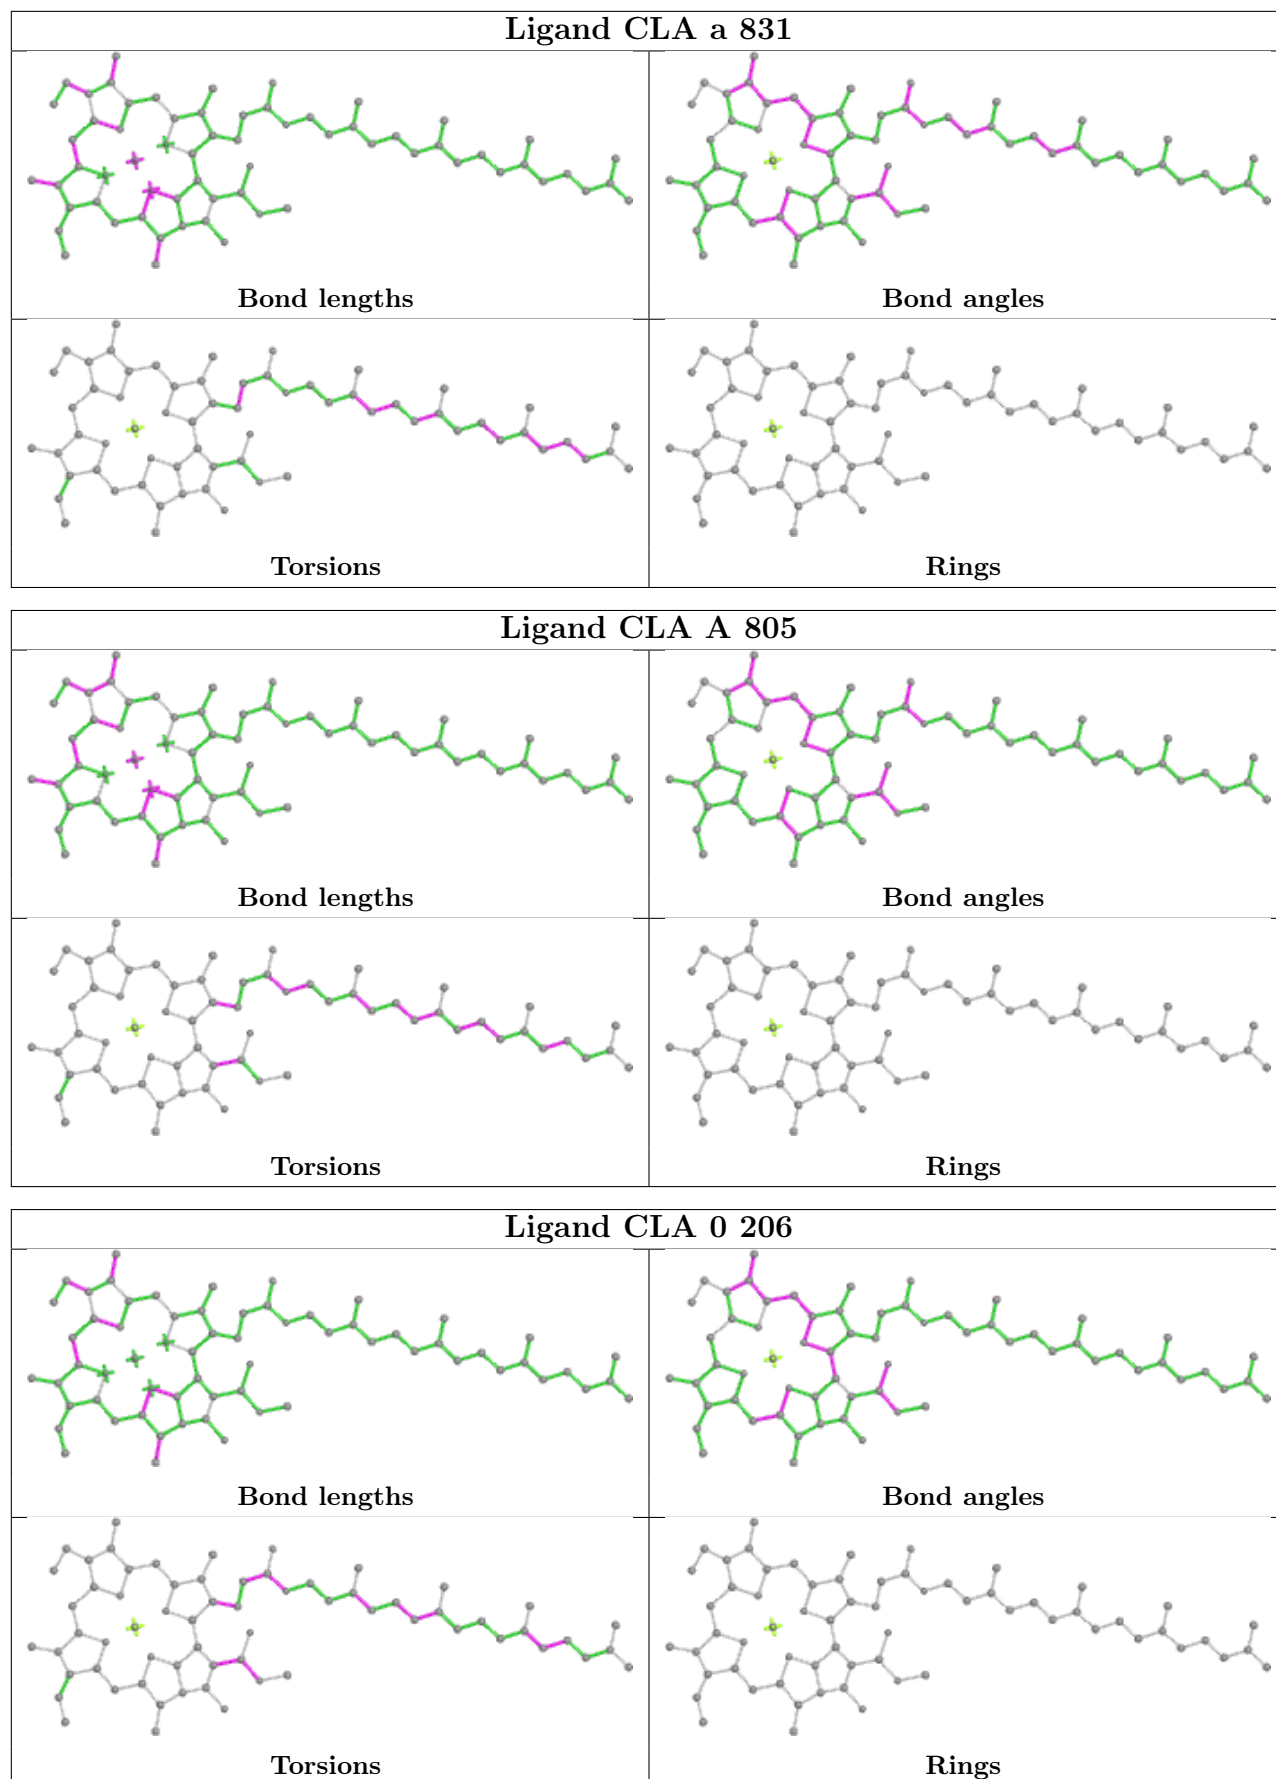 Ligand CLA a 831
Bond lengths
Bond angles
Torsions
Rings
Ligand CLA A 805
Bond lengths
Bond angles
Torsions
Rings
Ligand CLA 0 206
Bond lengths
Bond angles
Torsions
Rings